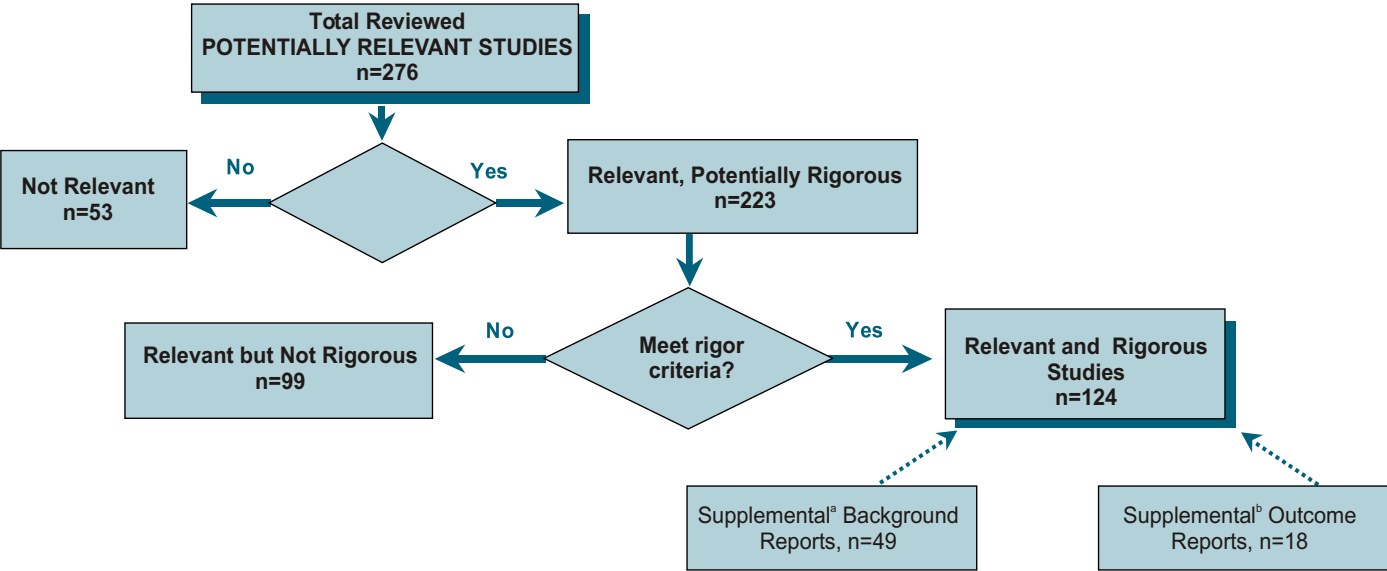 Total Reviewed
POTENTIALLY RELEVANT STUDIES
n=276
No
Yes
Not Relevant
n=53
Relevant, Potentially Rigorous
n=223
No
Yes
Relevant but Not Rigorous
n=99
Meet rigor
criteria?
Relevant and Rigorous
Studies
n=124
Supplementalᵃ Background
Reports, n=49
Supplementalᵇ Outcome
Reports, n=18